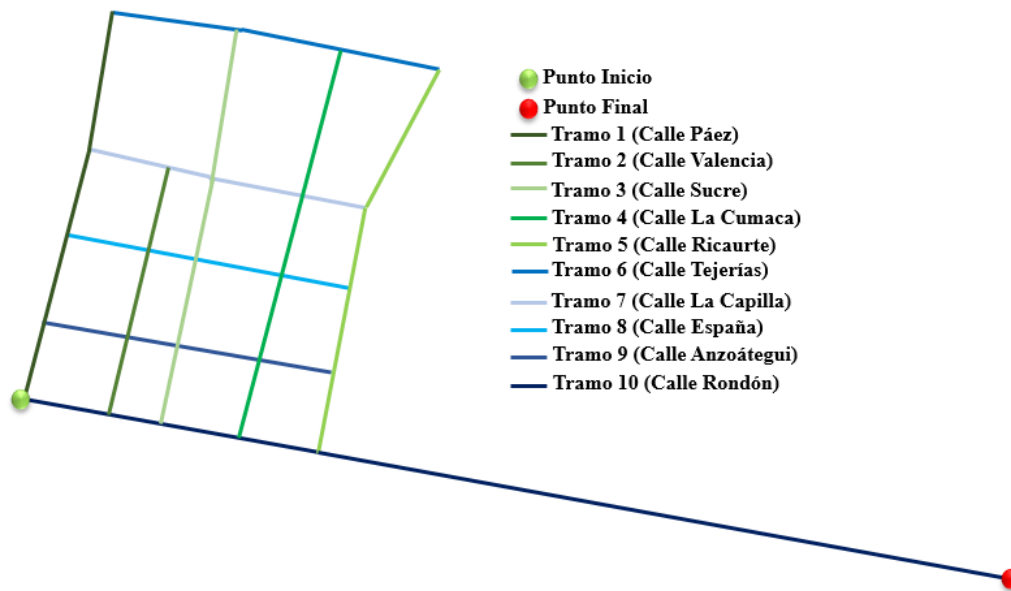 Punto Inicio
Punto Final
Tramo 1 (Calle Páez)
Tramo 2 (Calle Valencia)
Tramo 3 (Calle Sucre)
Tramo 4 (Calle La Cumaca)
Tramo 5 (Calle Ricaurte)
Tramo 6 (Calle Tejerías)
Tramo 7 (Calle La Capilla)
Tramo 8 (Calle España)
Tramo 9 (Calle Anzoátegui)
Tramo 10 (Calle Rondón)